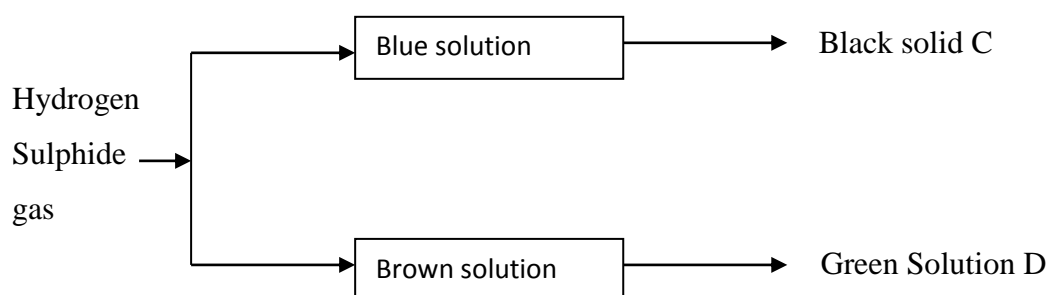 Hydrogen
Sulphide
gas
Blue solution
Black solid C
Brown solution
Green Solution D